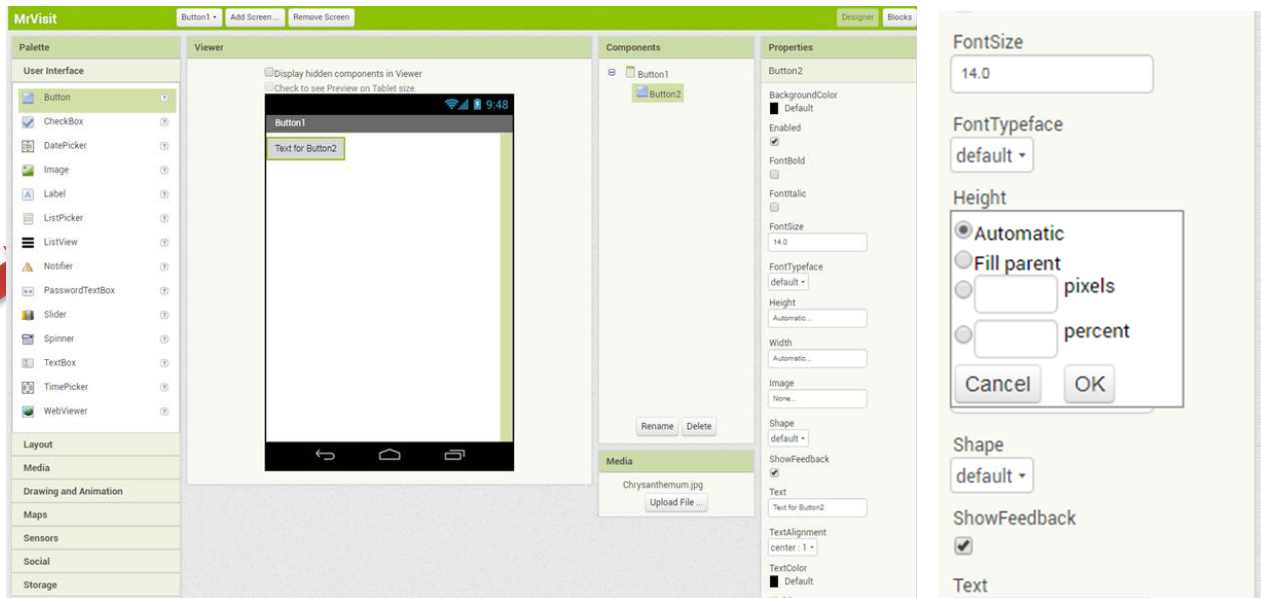 MrVisit
Button1
Add Screen ...
Remove Screen
Designer
Blocks
Palette
User Interface
Button
CheckBox
DatePicker
Image
Label
ListPicker
ListView
Notifier
PasswordTextBox
Slider
Spinner
TextBox
TimePicker
WebViewer
Layout
Media
Drawing and Animation
Maps
Sensors
Social
Storage
Viewer
Display hidden components in Viewer
Check to see Preview on Tablet size.
9:48
Button1
Text for Button2
Components
Button1
Button2
Rename
Delete
Media
Chrysanthemum.jpg
Upload File ...
Properties
Button2
BackgroundColor
Default
Enabled
FontBold
FontItalic
FontSize
14.0
FontTypeface
default
Height
Automatic...
Width
Automatic...
Image
None...
Shape
default
ShowFeedback
Text
Text for Button2
TextAlignment
center : 1
TextColor
Default
FontSize
14.0
FontTypeface
default
Height
Automatic
Fill parent
pixels
percent
Cancel
OK
Shape
default
ShowFeedback
Text